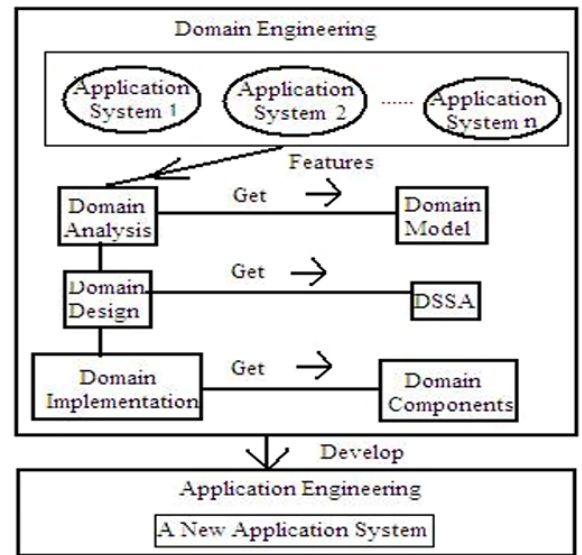 Domain Engineering
Application System 1
Application System 2
......
Application System n
Features
Domain Analysis
Get
Domain Model
Domain Design
Get
DSSA
Domain Implementation
Get
Domain Components
Develop
Application Engineering
A New Application System